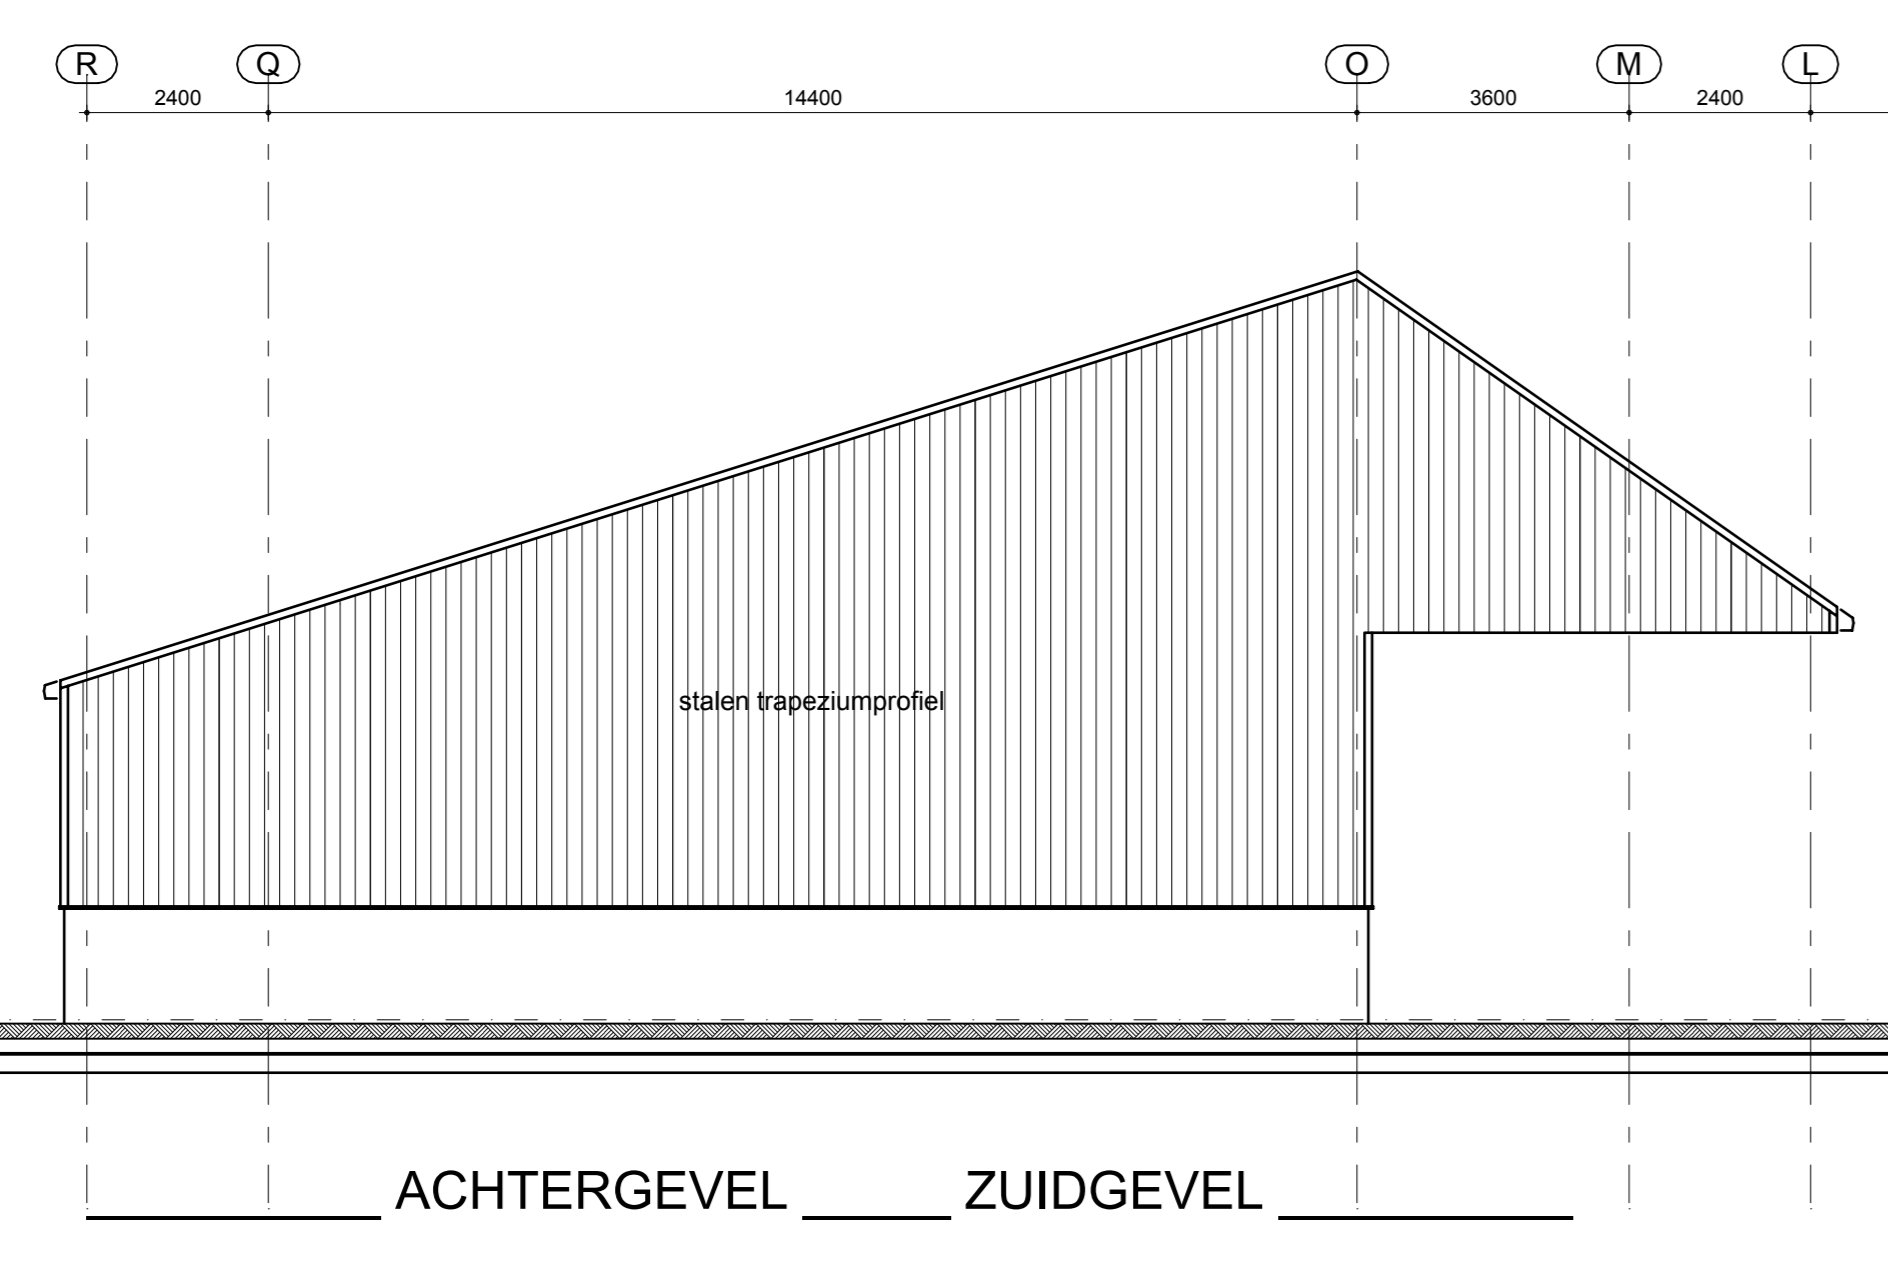 R Q O M L
2400 14400 3600 2400
stalen trapeziumprofiel
ACHTERGEVEL ZUIDGEVEL